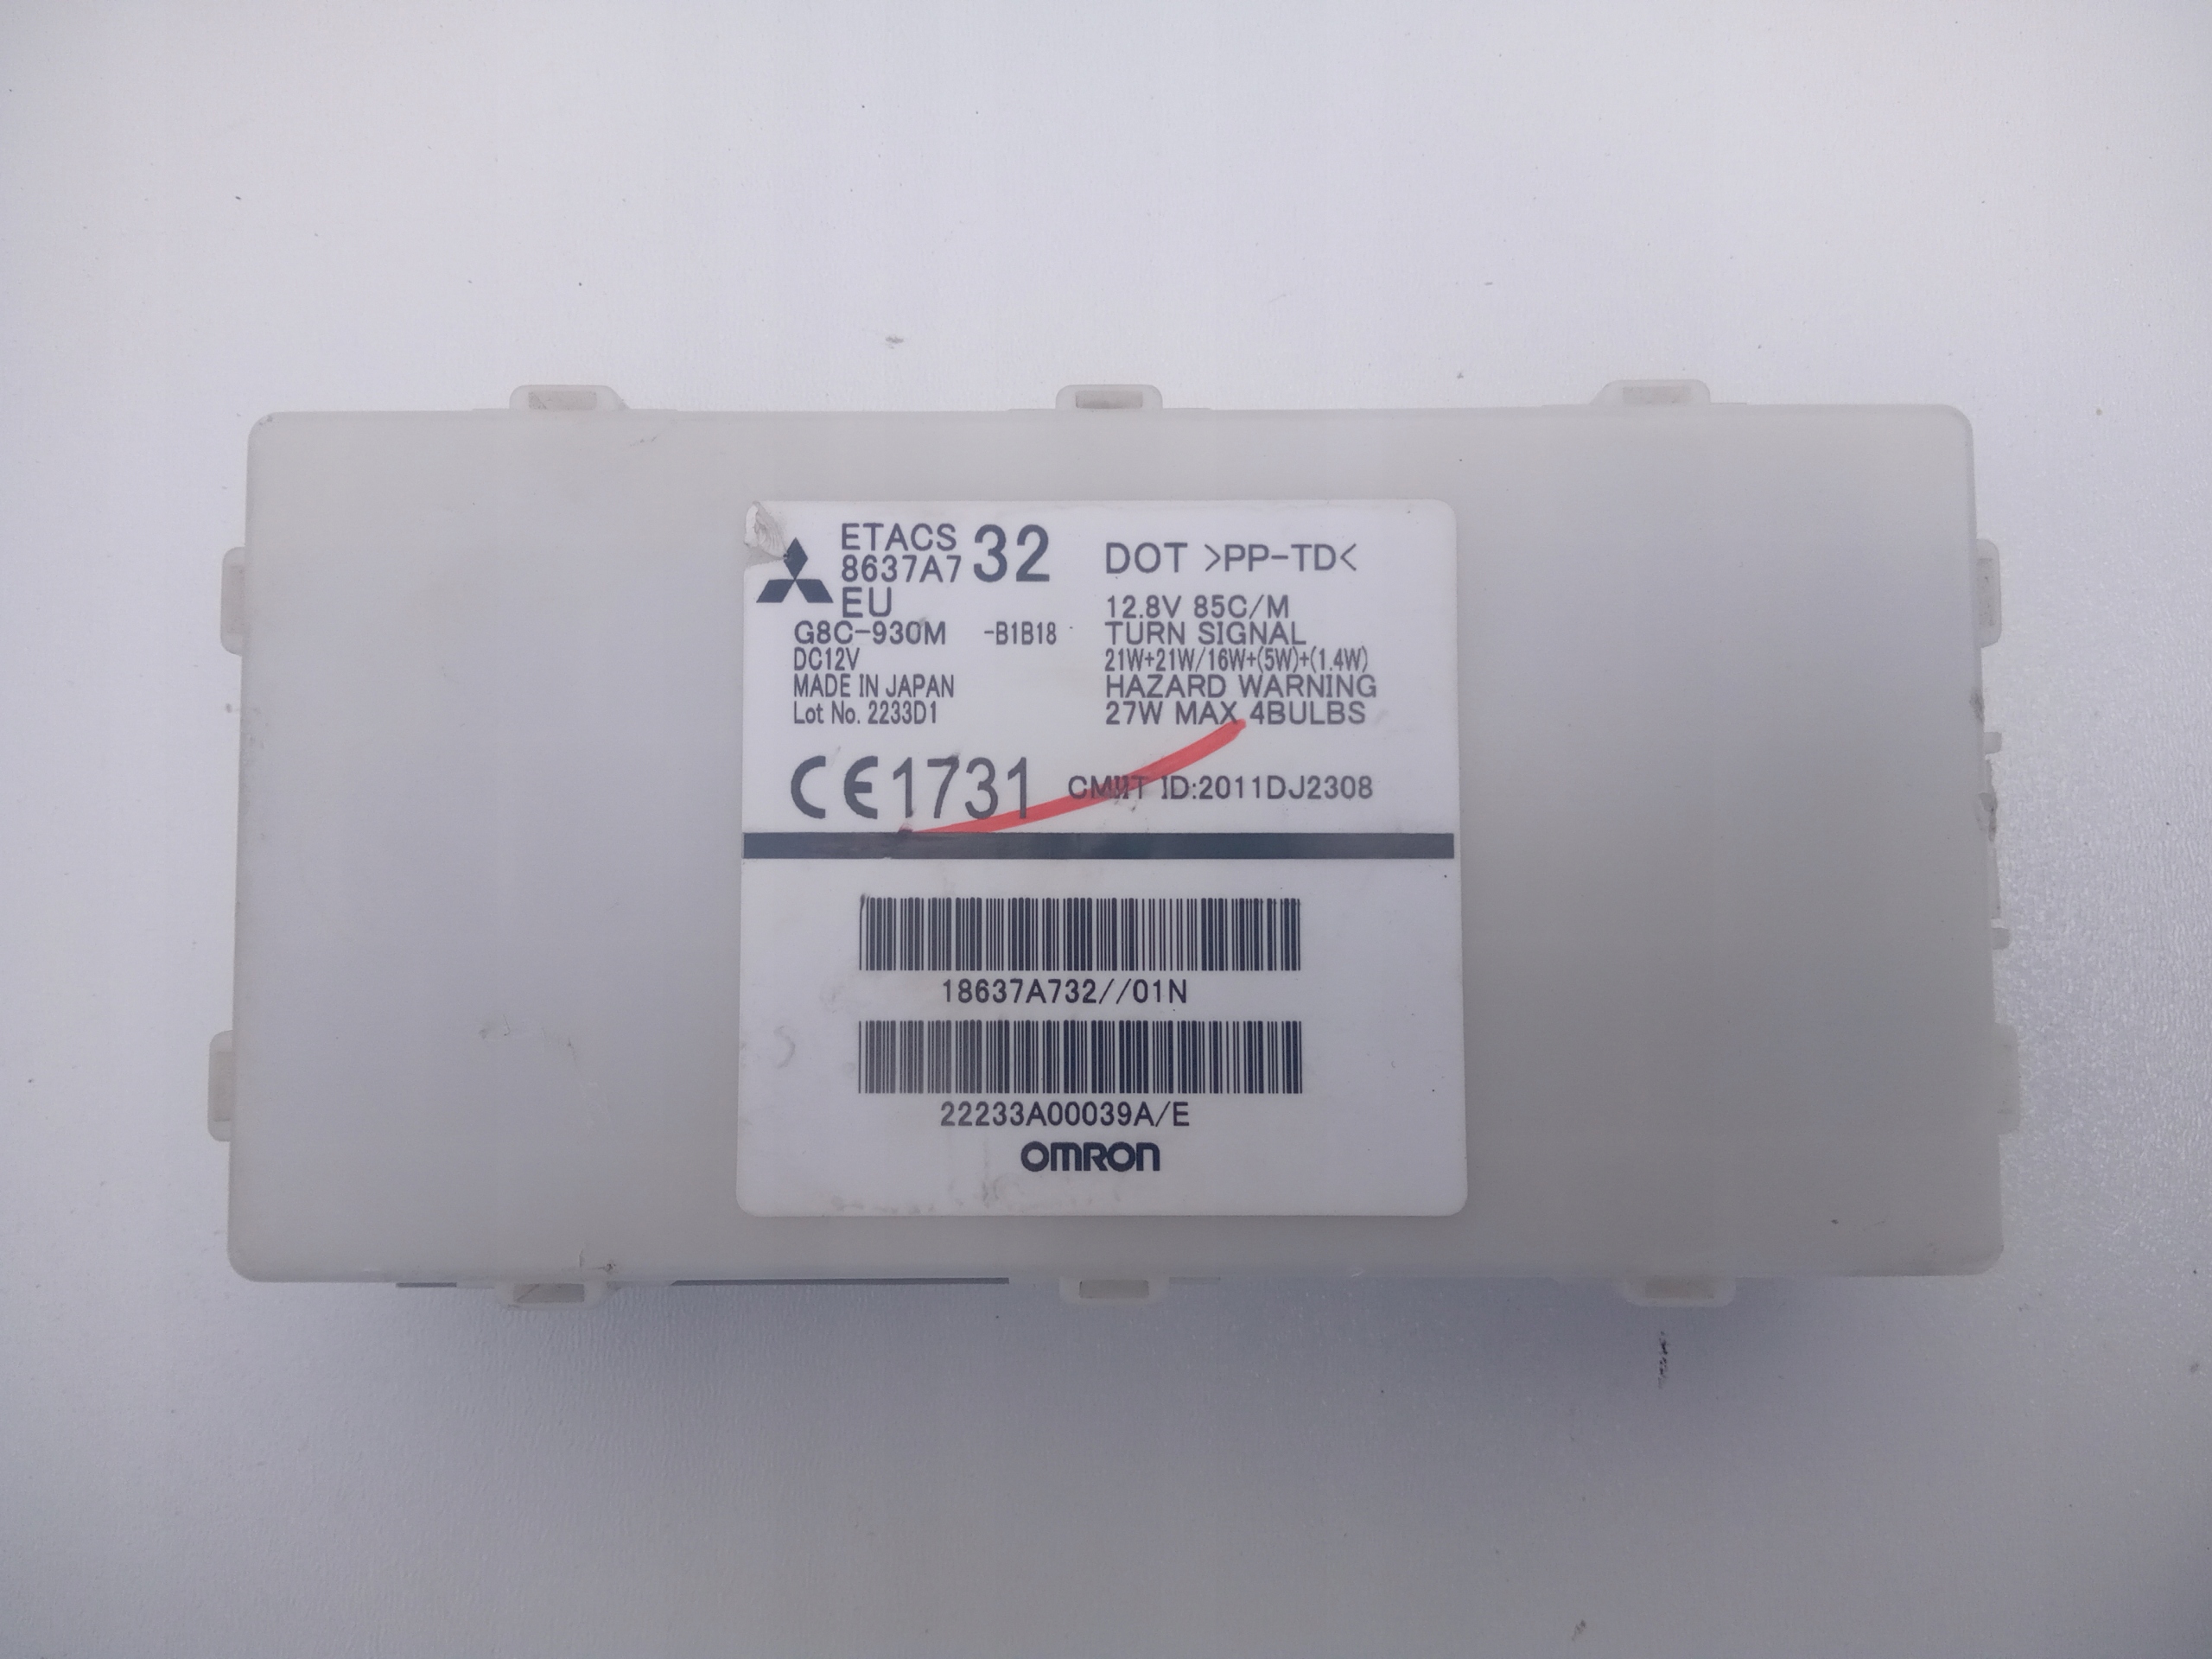 ETACS
8637A7 32
EU
G8C-930M -B1B18
DC12V
MADE IN JAPAN
Lot No. 2233D1
DOT >PP-TD<
12.8V 85C/M
TURN SIGNAL
21W+21W/16W+(5W)+(1.4W)
HAZARD WARNING
27W MAX 4BULBS
CE1731
CMIIT ID:2011DJ2308
18637A732//01N
22233A00039A/E
OMRON